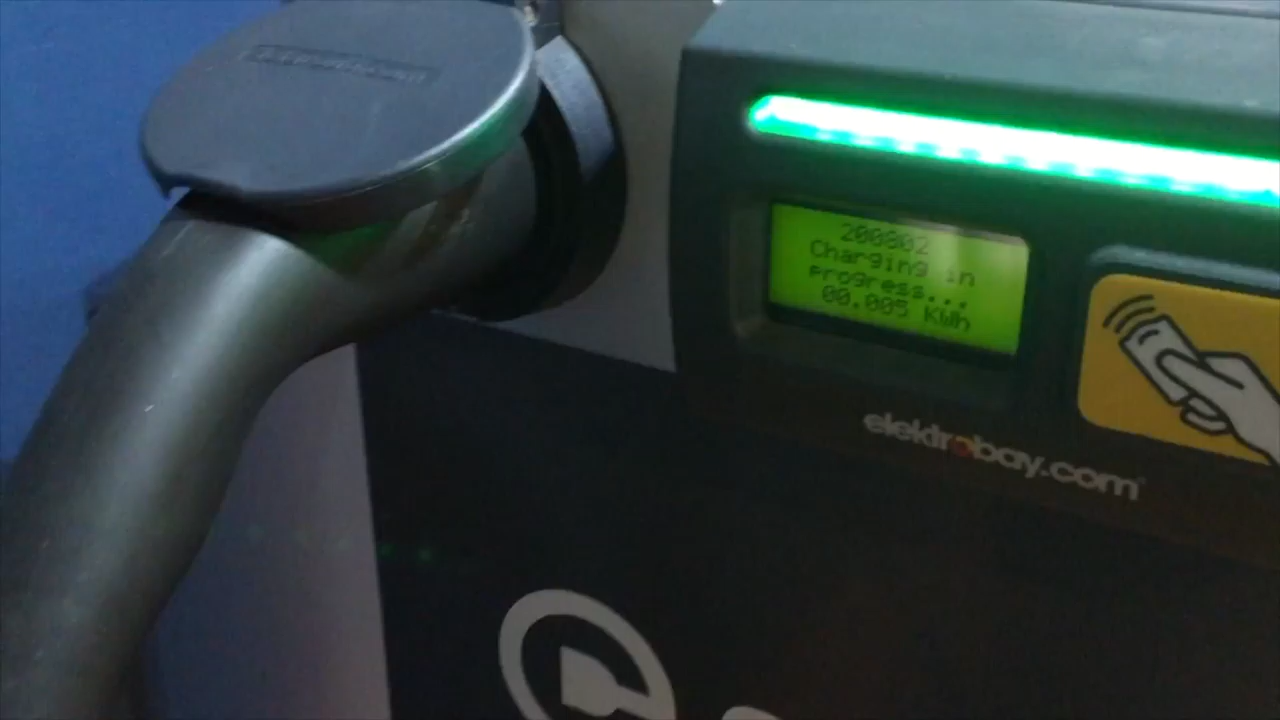 200802
Charging in
progress...
00.005 KWh
elektrobay.com